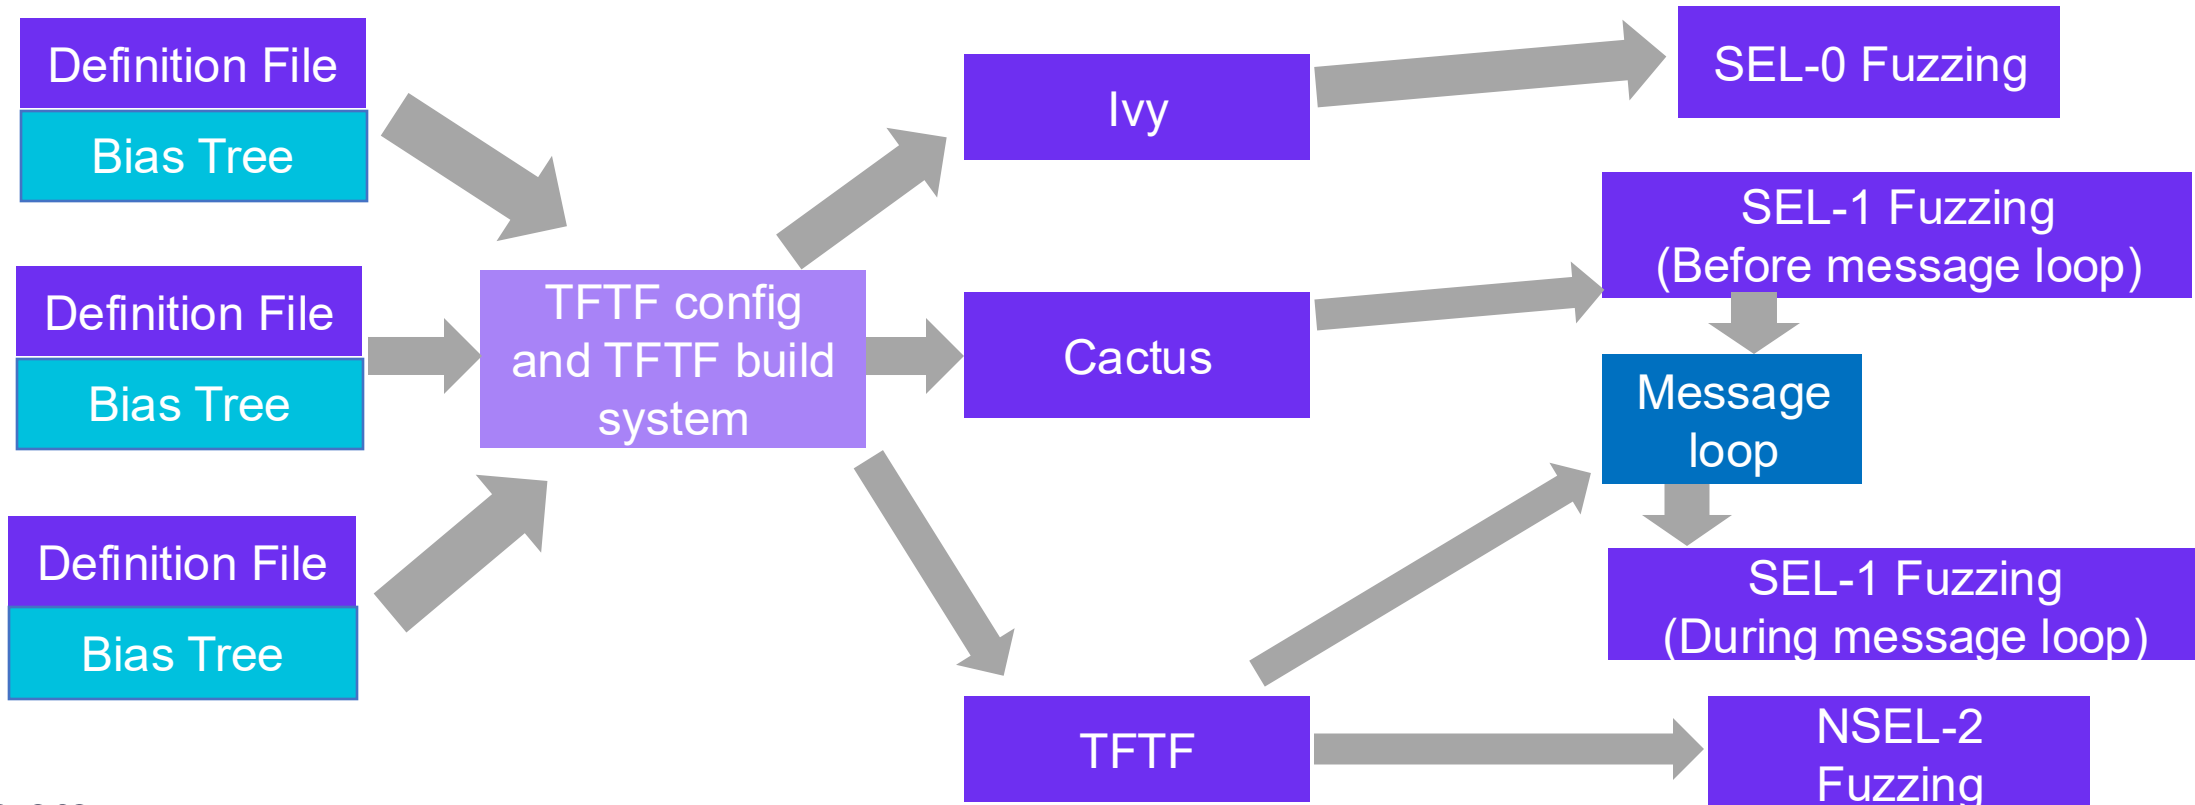 Definition File
Bias Tree
Definition File
Bias Tree
Definition File
Bias Tree
TFTF config
and TFTF build
system
Ivy
Cactus
TFTF
SEL-0 Fuzzing
SEL-1 Fuzzing
(Before message loop)
Message
loop
SEL-1 Fuzzing
(During message loop)
NSEL-2
Fuzzing